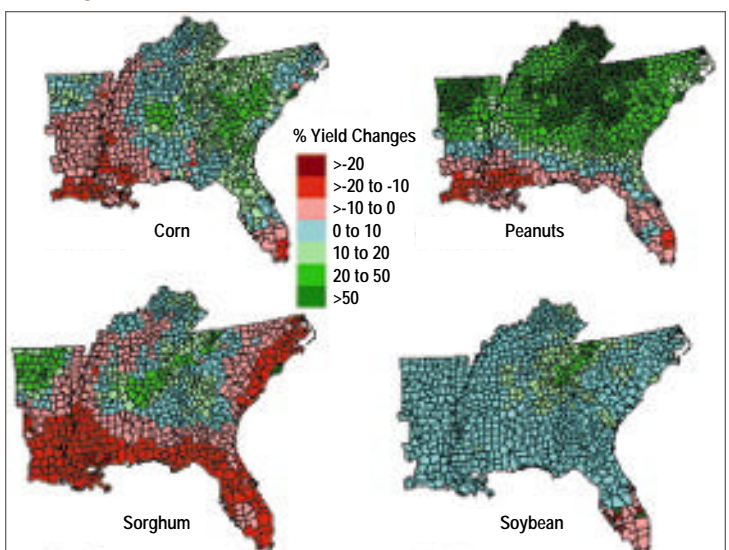 % Yield Changes
>-20
>-20 to -10
>-10 to 0
0 to 10
10 to 20
20 to 50
>50
Corn
Peanuts
Sorghum
Soybean